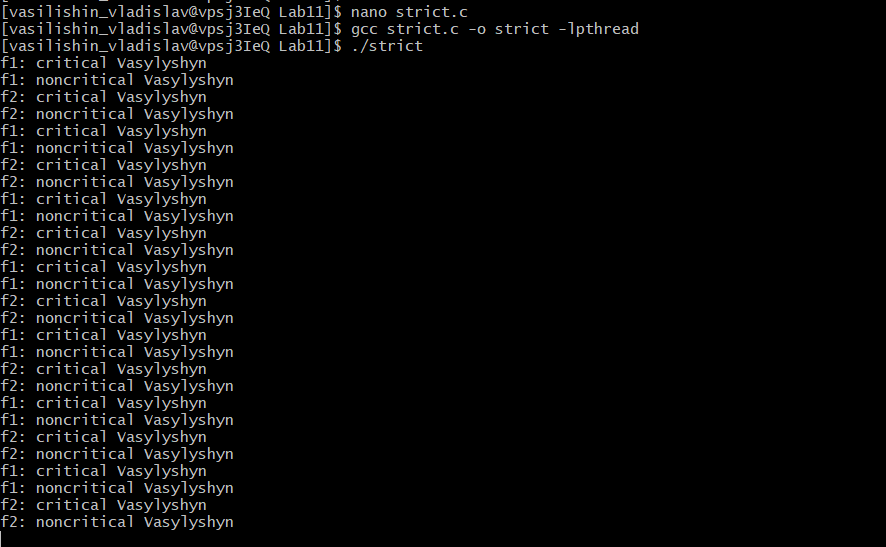 [vasilishin_vladislav@vpsj3IeQ Lab11]$ nano strict.c
[vasilishin_vladislav@vpsj3IeQ Lab11]$ gcc strict.c -o strict -lpthread
[vasilishin_vladislav@vpsj3IeQ Lab11]$ ./strict
f1: critical Vasylyshyn
f1: noncritical Vasylyshyn
f2: critical Vasylyshyn
f2: noncritical Vasylyshyn
f1: critical Vasylyshyn
f1: noncritical Vasylyshyn
f2: critical Vasylyshyn
f2: noncritical Vasylyshyn
f1: critical Vasylyshyn
f1: noncritical Vasylyshyn
f2: critical Vasylyshyn
f2: noncritical Vasylyshyn
f1: critical Vasylyshyn
f1: noncritical Vasylyshyn
f2: critical Vasylyshyn
f2: noncritical Vasylyshyn
f1: critical Vasylyshyn
f1: noncritical Vasylyshyn
f2: critical Vasylyshyn
f2: noncritical Vasylyshyn
f1: critical Vasylyshyn
f1: noncritical Vasylyshyn
f2: critical Vasylyshyn
f2: noncritical Vasylyshyn
f1: critical Vasylyshyn
f1: noncritical Vasylyshyn
f2: critical Vasylyshyn
f2: noncritical Vasylyshyn